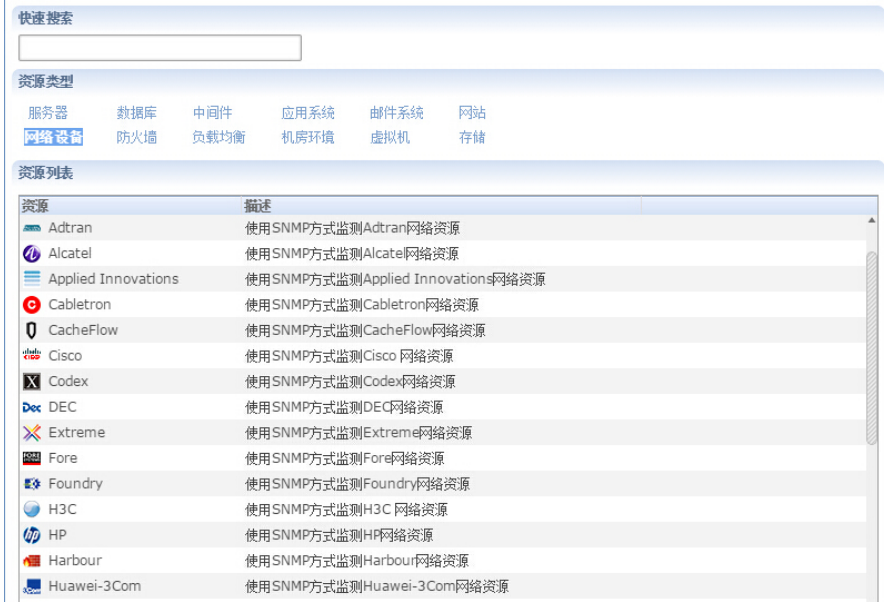 快速搜索
资源类型
服务器 数据库 中间件 应用系统 邮件系统 网站
网络设备 防火墙 负载均衡 机房环境 虚拟机 存储
资源列表
资源 描述
Adtran 使用SNMP方式监测Adtran网络资源
Alcatel 使用SNMP方式监测Alcatel网络资源
Applied Innovations 使用SNMP方式监测Applied Innovations网络资源
Cabletron 使用SNMP方式监测Cabletron网络资源
CacheFlow 使用SNMP方式监测CacheFlow网络资源
Cisco 使用SNMP方式监测Cisco 网络资源
Codex 使用SNMP方式监测Codex网络资源
Dec DEC 使用SNMP方式监测DEC网络资源
Extreme 使用SNMP方式监测Extreme网络资源
FORE Fore 使用SNMP方式监测Fore网络资源
Foundry 使用SNMP方式监测Foundry网络资源
H3C 使用SNMP方式监测H3C 网络资源
hp HP 使用SNMP方式监测HP网络资源
Harbour 使用SNMP方式监测Harbour网络资源
Huawei-3Com 使用SNMP方式监测Huawei-3Com网络资源